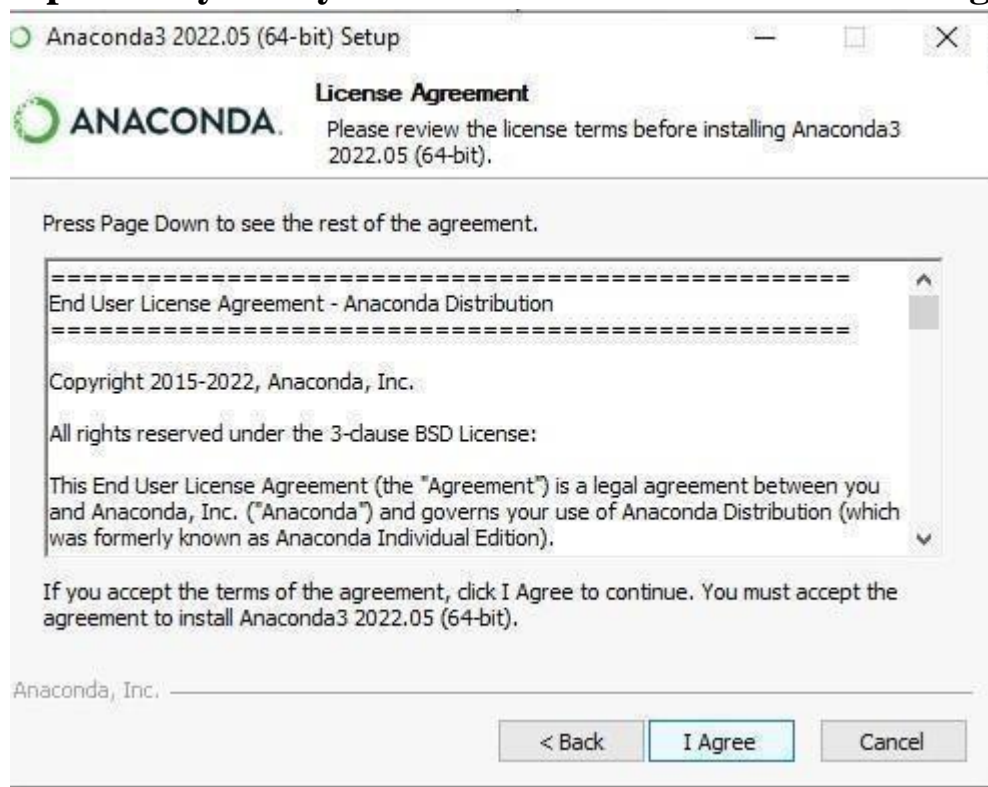 Anaconda3 2022.05 (64-bit) Setup
ANACONDA.
License Agreement
Please review the license terms before installing Anaconda3
2022.05 (64-bit).
Press Page Down to see the rest of the agreement.
==================================================
End User License Agreement - Anaconda Distribution
==================================================
Copyright 2015-2022, Anaconda, Inc.
All rights reserved under the 3-clause BSD License:
This End User License Agreement (the "Agreement") is a legal agreement between you
and Anaconda, Inc. ("Anaconda") and governs your use of Anaconda Distribution (which
was formerly known as Anaconda Individual Edition).
If you accept the terms of the agreement, click I Agree to continue. You must accept the
agreement to install Anaconda3 2022.05 (64-bit).
Anaconda, Inc.
< Back I Agree Cancel